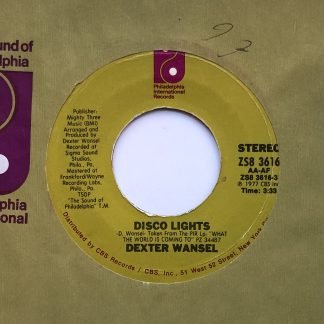 sound of
delphia
Philadelphia
International
Records
Publisher:
Mighty Three
Music (BMI)
Arranged and
Produced by
Dexter Wansel
Recorded at
Sigma Sound
Studios,
Phila., Pa.
Mastered at
Frankford/Wayne
Recording Labs,
Phila., Pa.
TSOP
"The Sound of
Philadelphia" T.M.
STEREO
ZS8 3616
AA-AF
ZS8 3616-3
℗ 1977 CBS Inc
Time: 3:33
DISCO LIGHTS
-D. Wansel- Taken From The PIR Lp: "WHAT
THE WORLD IS COMING TO" PZ 34487
DEXTER WANSEL
Distributed by CBS Records / CBS, Inc., 51 West 52 Street, New York,
delphia
national